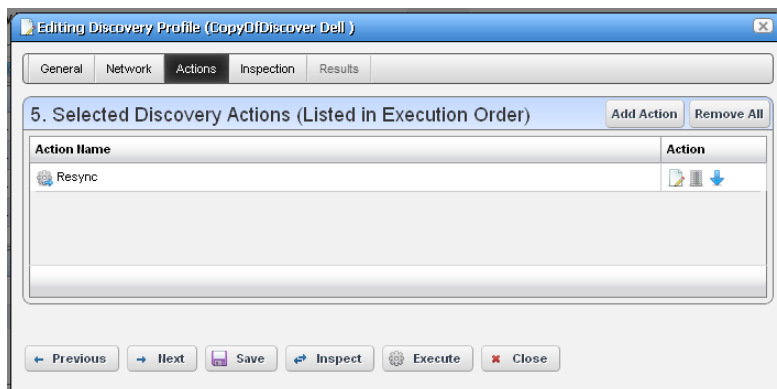 Editing Discovery Profile (CopyOfDiscover Dell )
General Network Actions Inspection Results
5. Selected Discovery Actions (Listed in Execution Order) Add Action Remove All
Action Name Action
Resync
Previous Next Save Inspect Execute Close